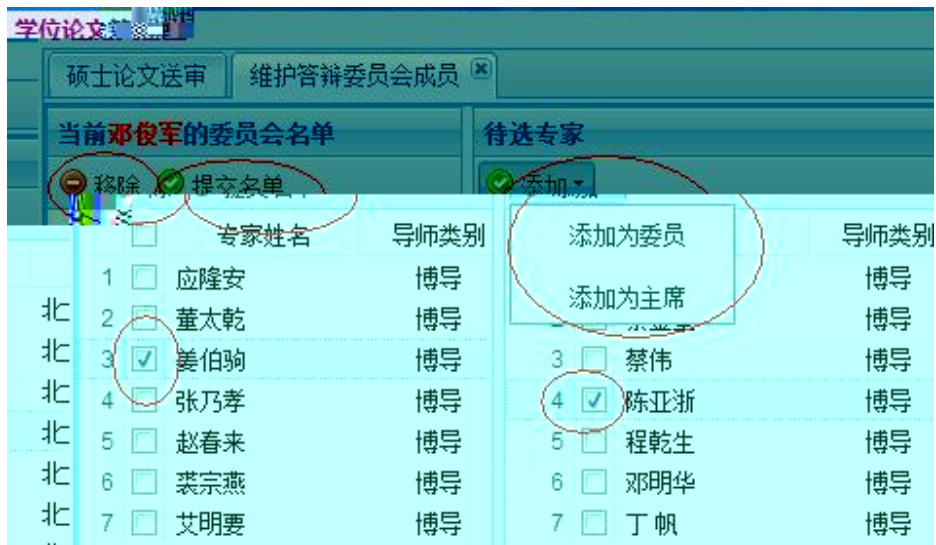 学位论文
硕士论文送审 维护答辩委员会成员
当前邓俊军的委员会名单 待选专家
移除 提交名单 添加
专家姓名 导师类别 添加为委员 导师类别
1 应隆安 博导 博导
添加为主席
北 2 董太乾 博导 博导
北 3 姜伯驹 博导 3 蔡伟 博导
北 4 张乃孝 博导 4 陈亚浙 博导
北 5 赵春来 博导 5 程乾生 博导
北 6 裘宗燕 博导 6 邓明华 博导
北 7 艾明要 博导 7 丁帆 博导